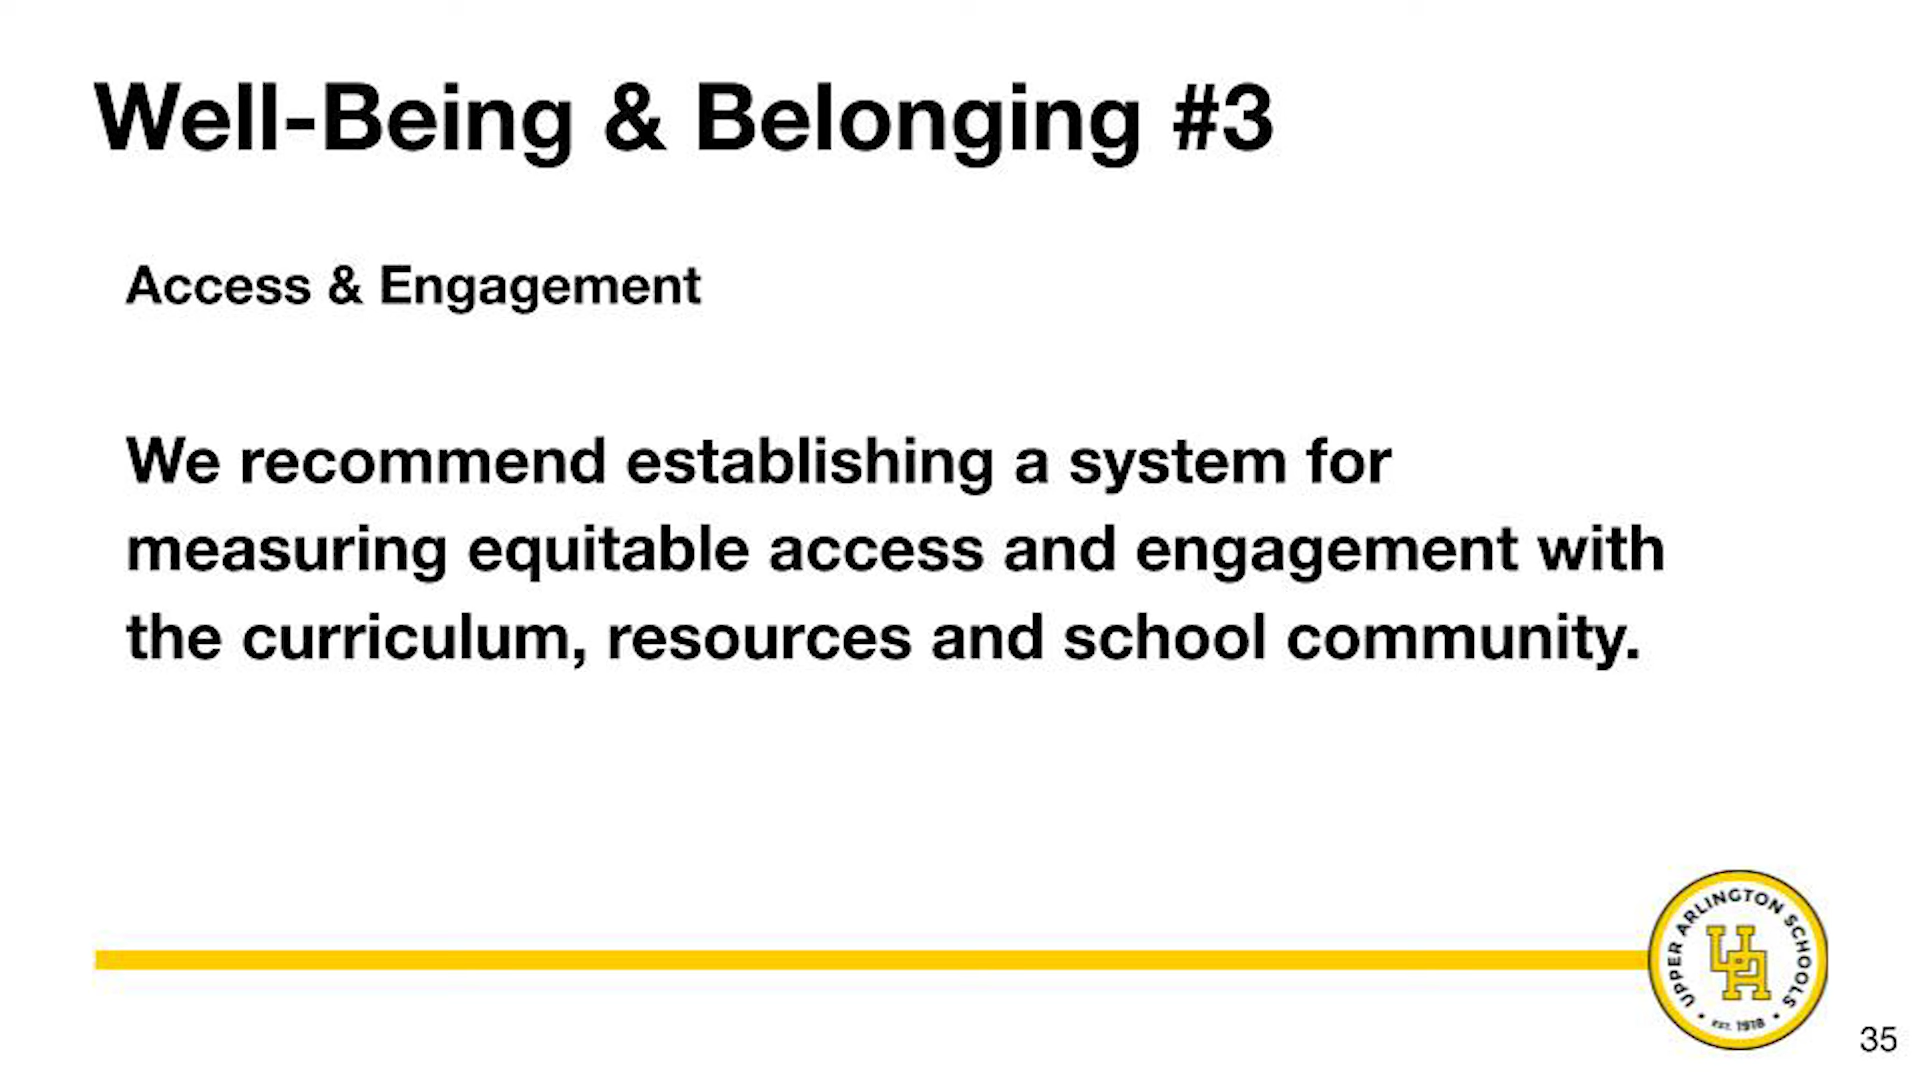 Well-Being & Belonging #3
Access & Engagement
We recommend establishing a system for
measuring equitable access and engagement with
the curriculum, resources and school community.
UPPER ARLINGTON SCHOOLS
UA
• EST. 1918 •
35